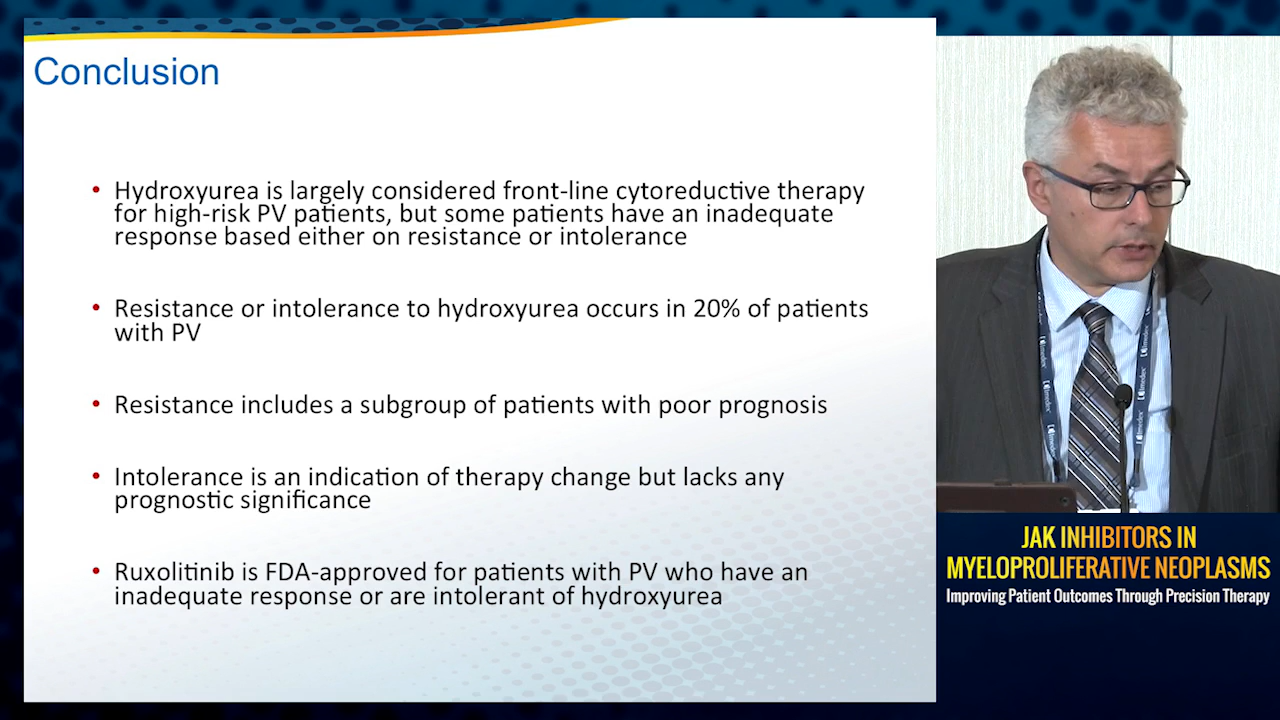 Conclusion
• Hydroxyurea is largely considered front-line cytoreductive therapy
for high-risk PV patients, but some patients have an inadequate
response based either on resistance or intolerance
• Resistance or intolerance to hydroxyurea occurs in 20% of patients
with PV
• Resistance includes a subgroup of patients with poor prognosis
• Intolerance is an indication of therapy change but lacks any
prognostic significance
• Ruxolitinib is FDA-approved for patients with PV who have an
inadequate response or are intolerant of hydroxyurea
JAK INHIBITORS IN
MYELOPROLIFERATIVE NEOPLASMS
Improving Patient Outcomes Through Precision Therapy